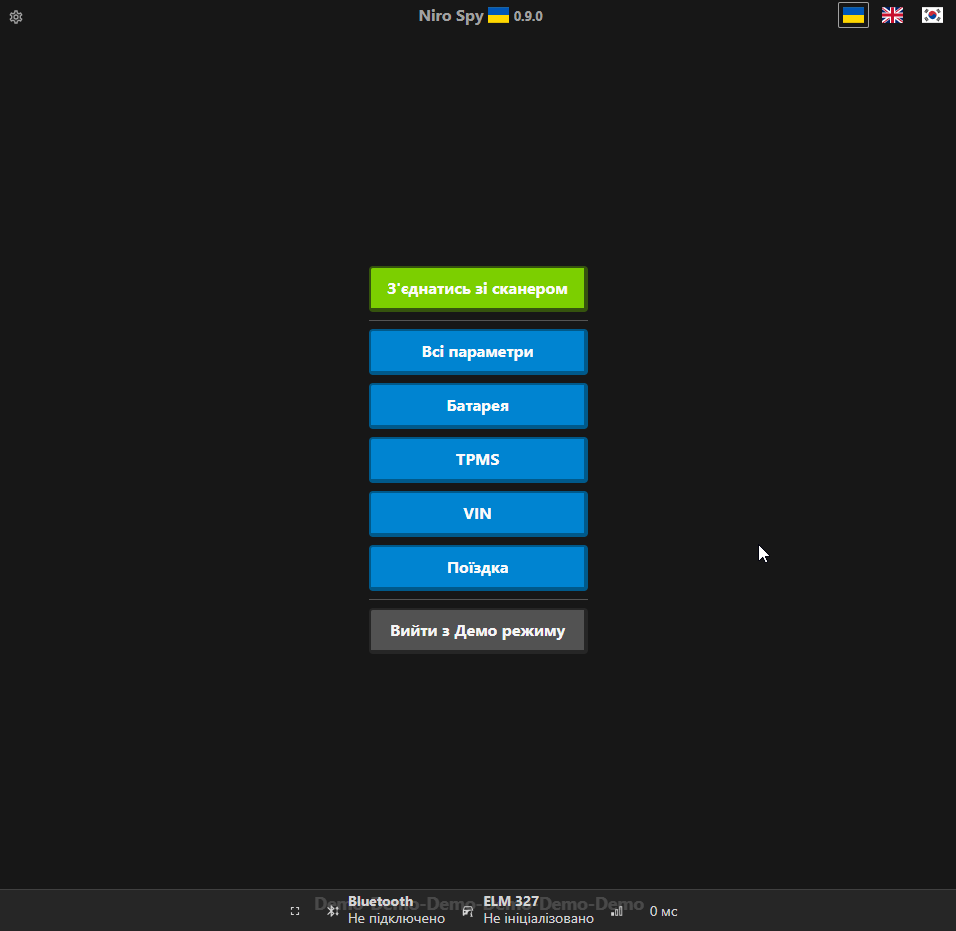 Niro Spy 0.9.0
З'єднатись зі сканером
Всі параметри
Батарея
TPMS
VIN
Поїздка
Вийти з Демо режиму
Demo-Demo-Demo-Demo-Demo-Demo
Bluetooth
Не підключено
ELM 327
Не ініціалізовано
0 мс